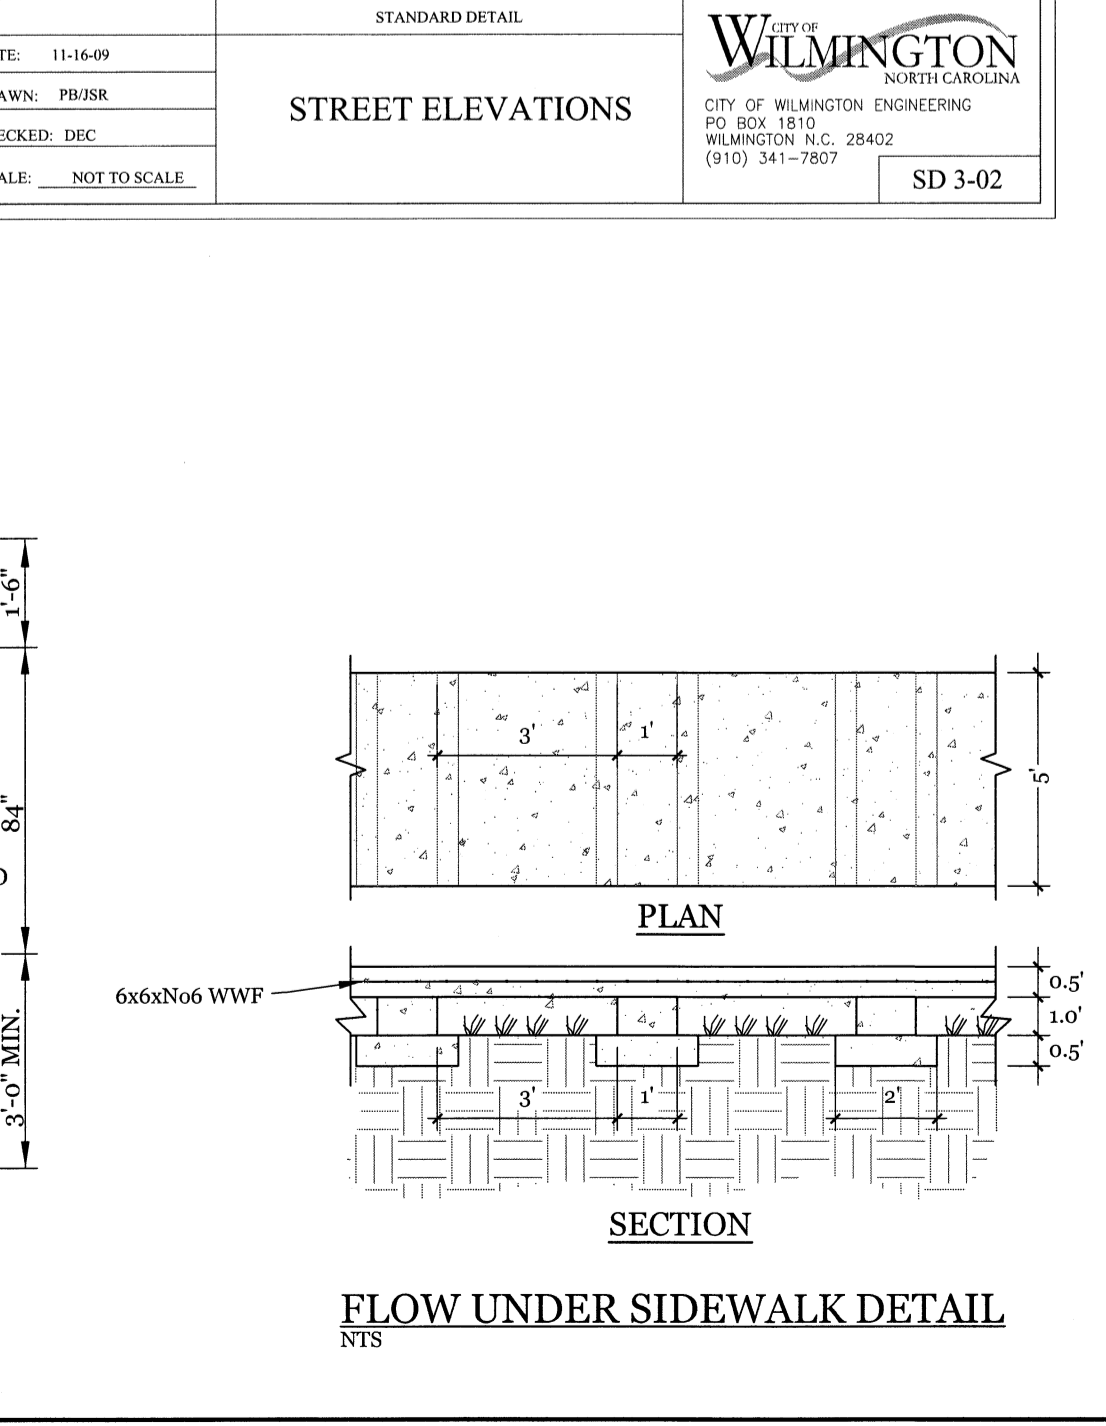 STANDARD DETAIL
TE: 11-16-09
AWN: PB/JSR
ECKED: DEC
ALE: NOT TO SCALE
STREET ELEVATIONS
CITY OF
WILMINGTON
NORTH CAROLINA
CITY OF WILMINGTON ENGINEERING
PO BOX 1810
WILMINGTON N.C. 28402
(910) 341-7807
SD 3-02
1'-6"
84"
3'-0" MIN.
3'
1'
5'
PLAN
6x6xNo6 WWF
0.5'
1.0'
0.5'
3'
1'
2'
SECTION
FLOW UNDER SIDEWALK DETAIL
NTS